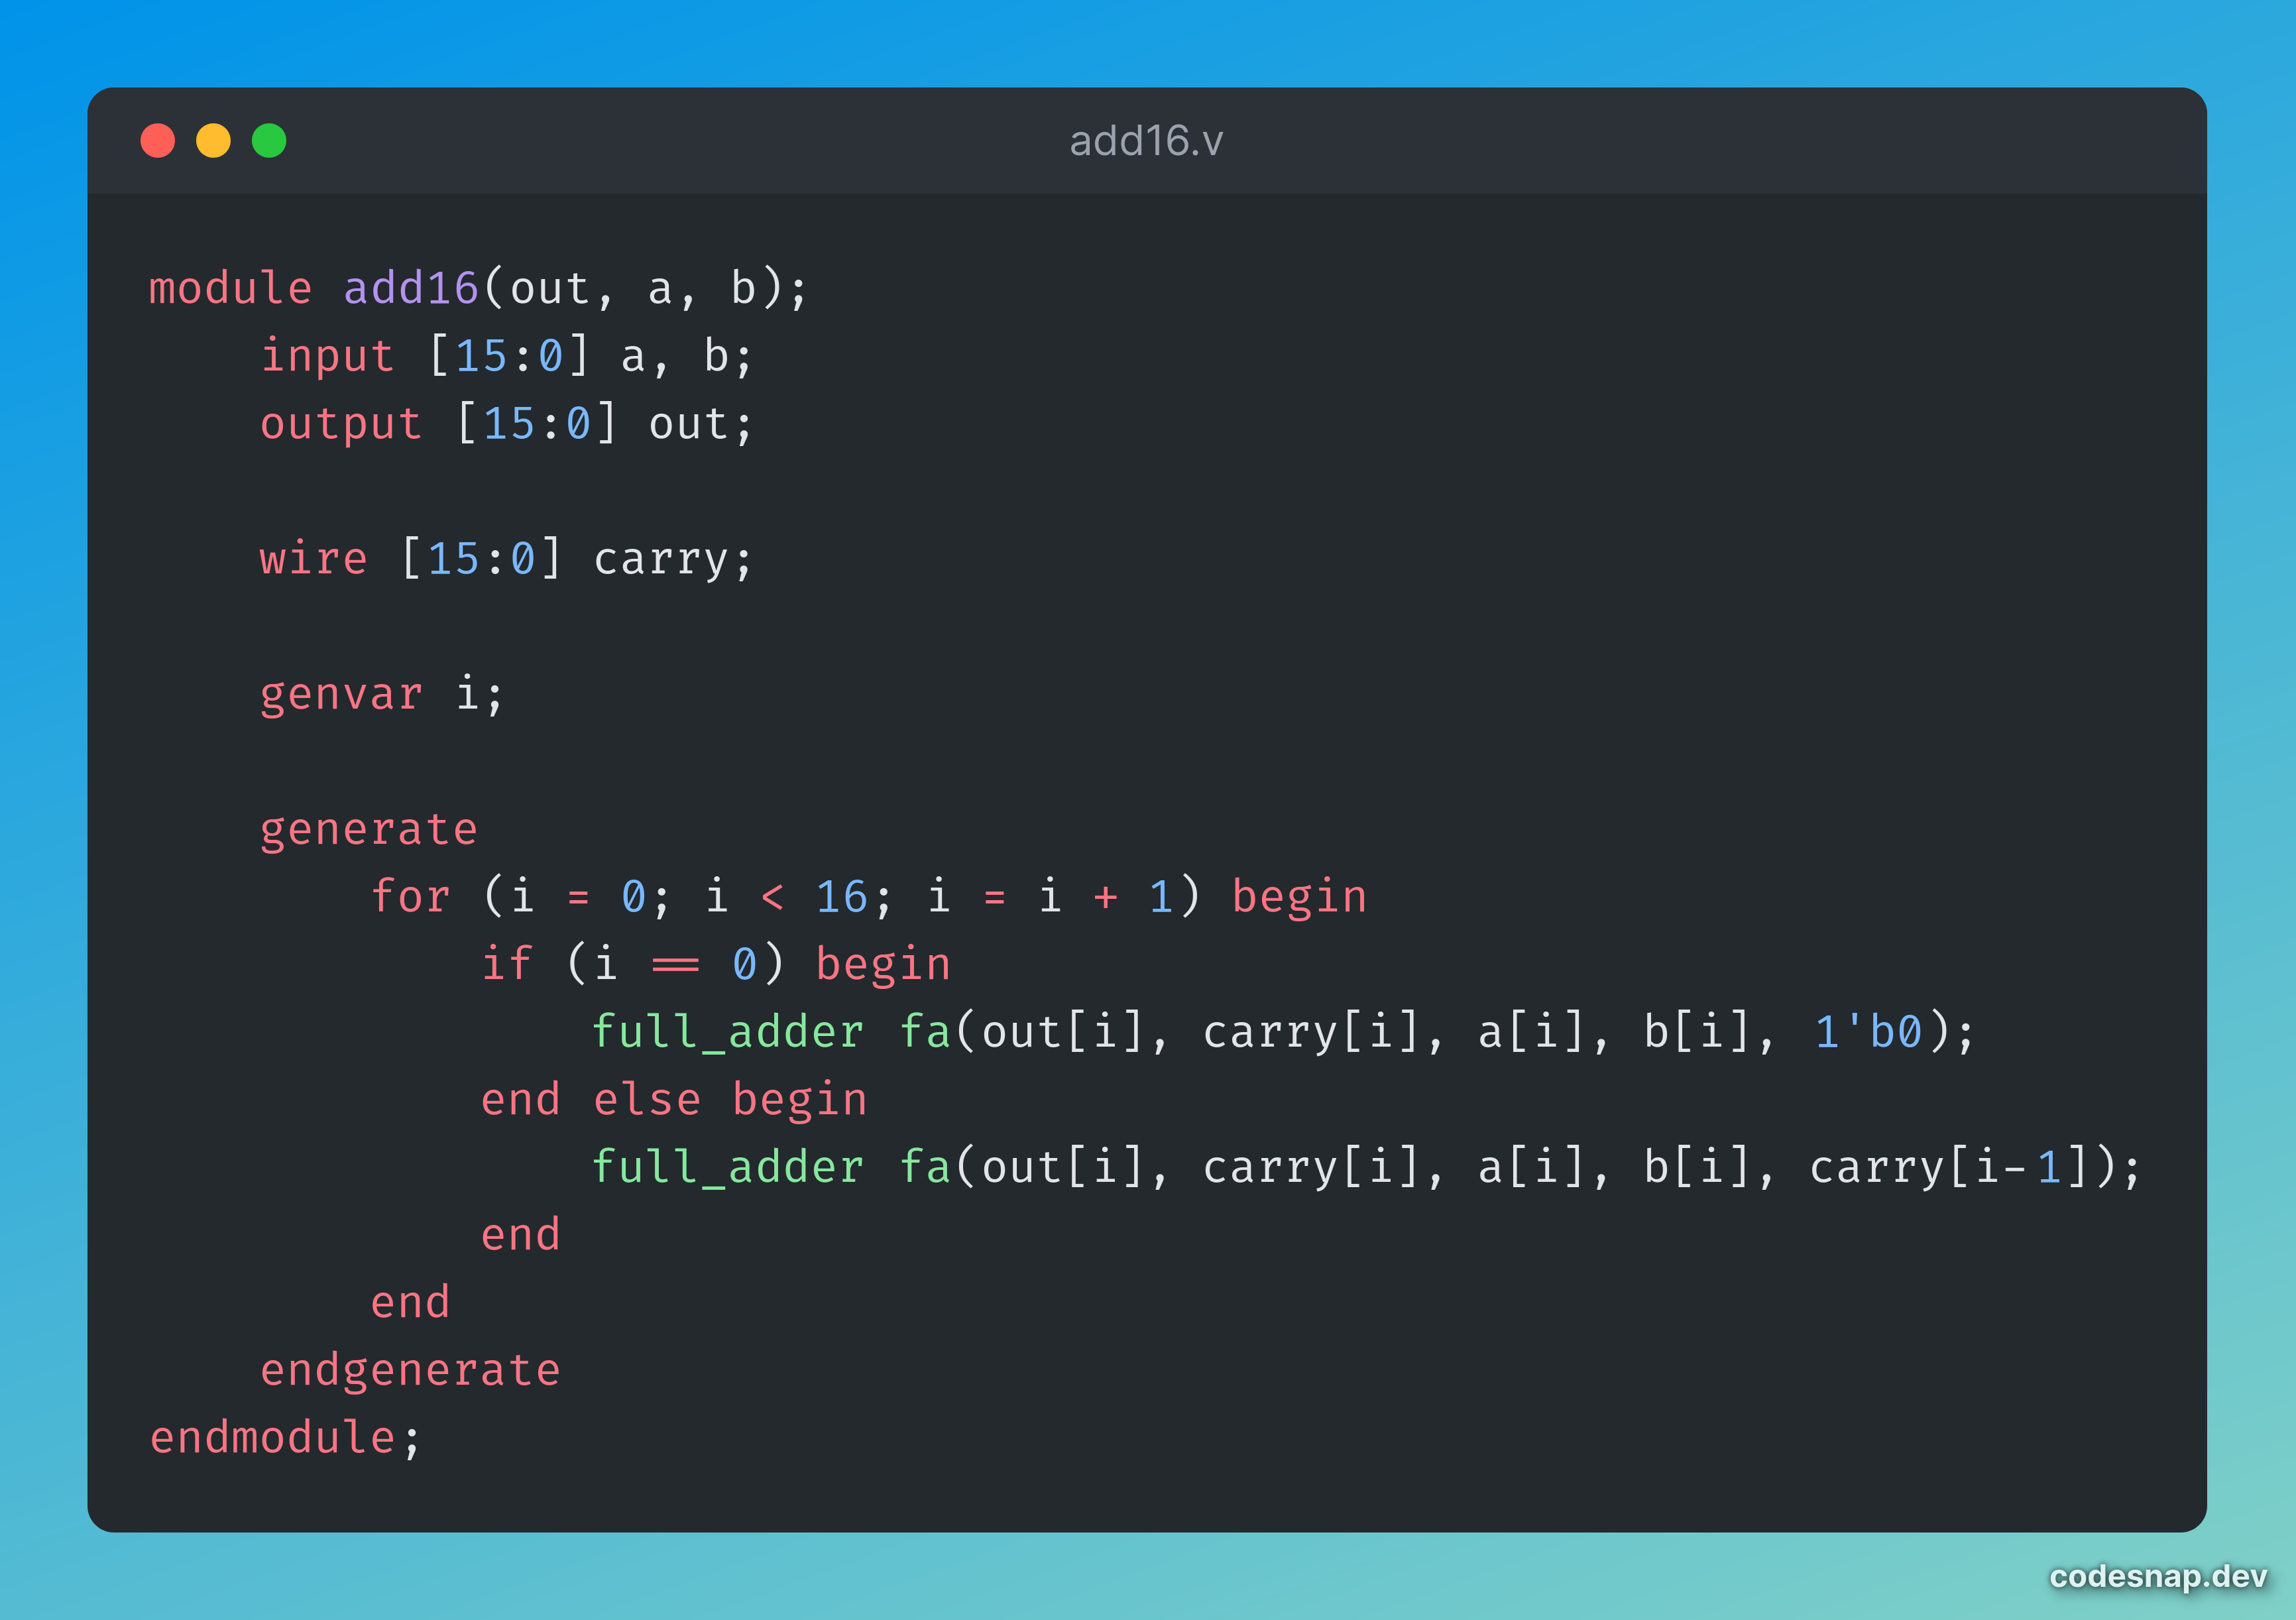 add16.v
module add16(out, a, b);
    input [15:0] a, b;
    output [15:0] out;

    wire [15:0] carry;

    genvar i;

    generate
        for (i = 0; i < 16; i = i + 1) begin
            if (i == 0) begin
                full_adder fa(out[i], carry[i], a[i], b[i], 1'b0);
            end else begin
                full_adder fa(out[i], carry[i], a[i], b[i], carry[i-1]);
            end
        end
    endgenerate
endmodule;
codesnap.dev